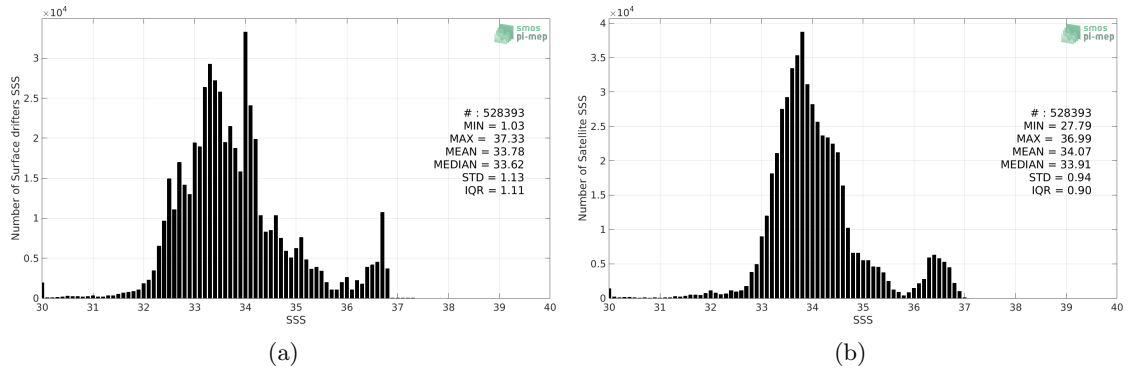 ×10⁴
smos
pi-mep
3
2.5
2
1.5
1
0.5
0
Number of Surface drifters SSS
# : 528393
MIN = 1.03
MAX = 37.33
MEAN = 33.78
MEDIAN = 33.62
STD = 1.13
IQR = 1.11
30 31 32 33 34 35 36 37 38 39 40
SSS
(a)
×10⁴
smos
pi-mep
4
3.5
3
2.5
2
1.5
1
0.5
0
Number of Satellite SSS
# : 528393
MIN = 27.79
MAX = 36.99
MEAN = 34.07
MEDIAN = 33.91
STD = 0.94
IQR = 0.90
30 31 32 33 34 35 36 37 38 39 40
SSS
(b)